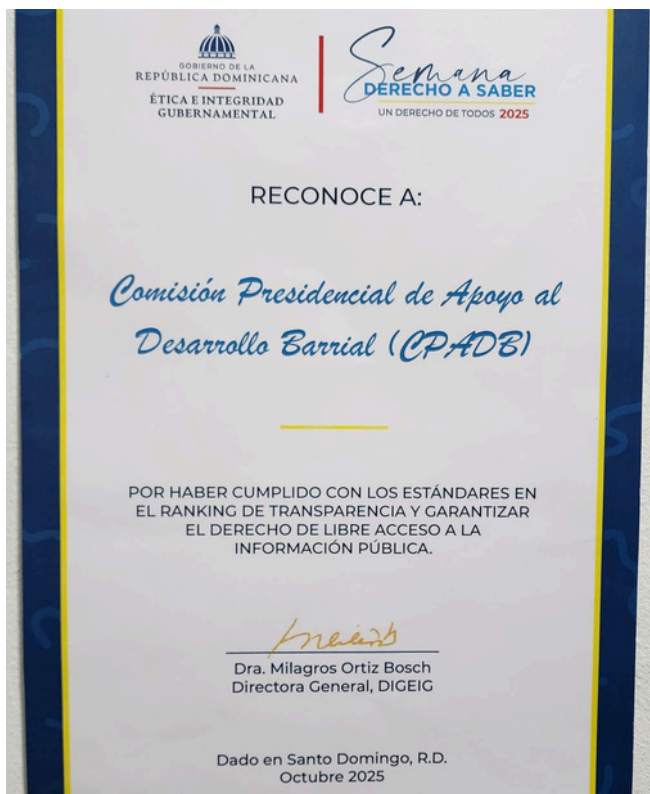 GOBIERNO DE LA
REPÚBLICA DOMINICANA
ÉTICA E INTEGRIDAD
GUBERNAMENTAL
Semana
DERECHO A SABER
UN DERECHO DE TODOS 2025
RECONOCE A:
Comisión Presidencial de Apoyo al
Desarrollo Barrial (CPADB)
POR HABER CUMPLIDO CON LOS ESTÁNDARES EN
EL RANKING DE TRANSPARENCIA Y GARANTIZAR
EL DERECHO DE LIBRE ACCESO A LA
INFORMACIÓN PÚBLICA.
Dra. Milagros Ortiz Bosch
Directora General, DIGEIG
Dado en Santo Domingo, R.D.
Octubre 2025